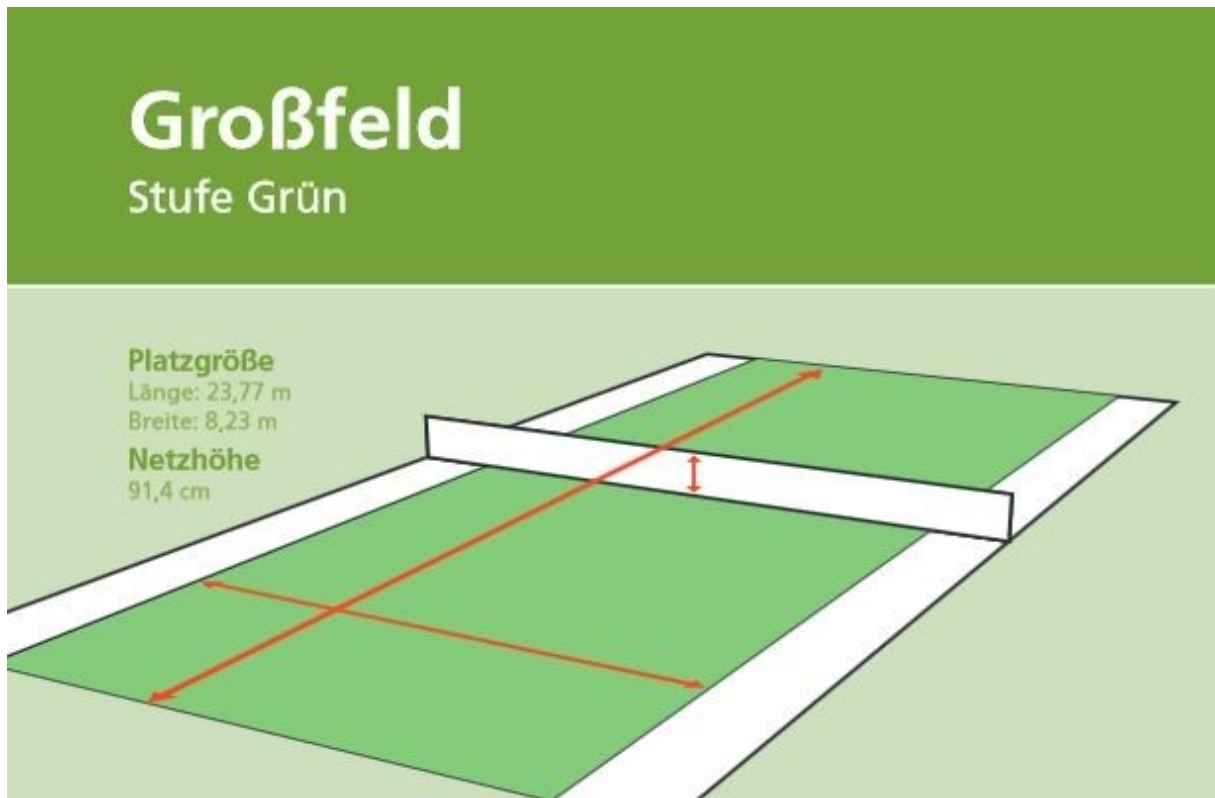 Großfeld
Stufe Grün
Platzgröße
Länge: 23,77 m
Breite: 8,23 m
Netzhöhe
91,4 cm